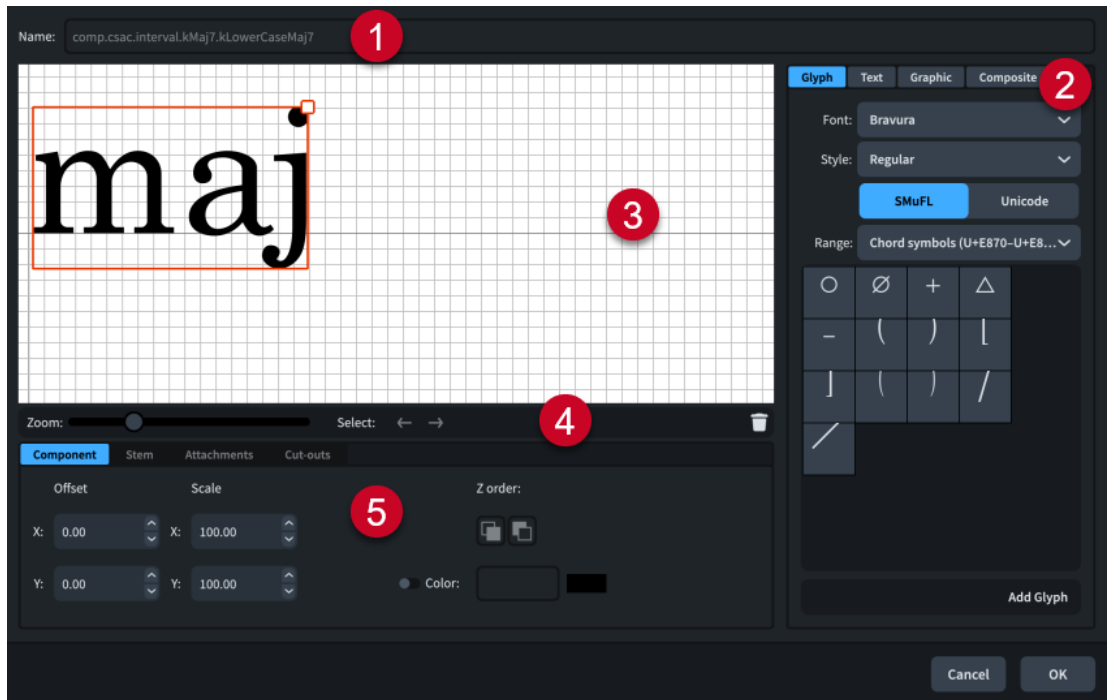 Name: comp.csac.interval.kMaj7.kLowerCaseMaj7
1
maj
3
Glyph Text Graphic Composite
2
Font: Bravura
Style: Regular
SMuFL Unicode
Range: Chord symbols (U+E870–U+E8...
Add Glyph
Zoom: Select: ← →
4
Component Stem Attachments Cut-outs
Offset Scale Z order:
5
X: 0.00 X: 100.00
Y: 0.00 Y: 100.00 Color:
Cancel OK